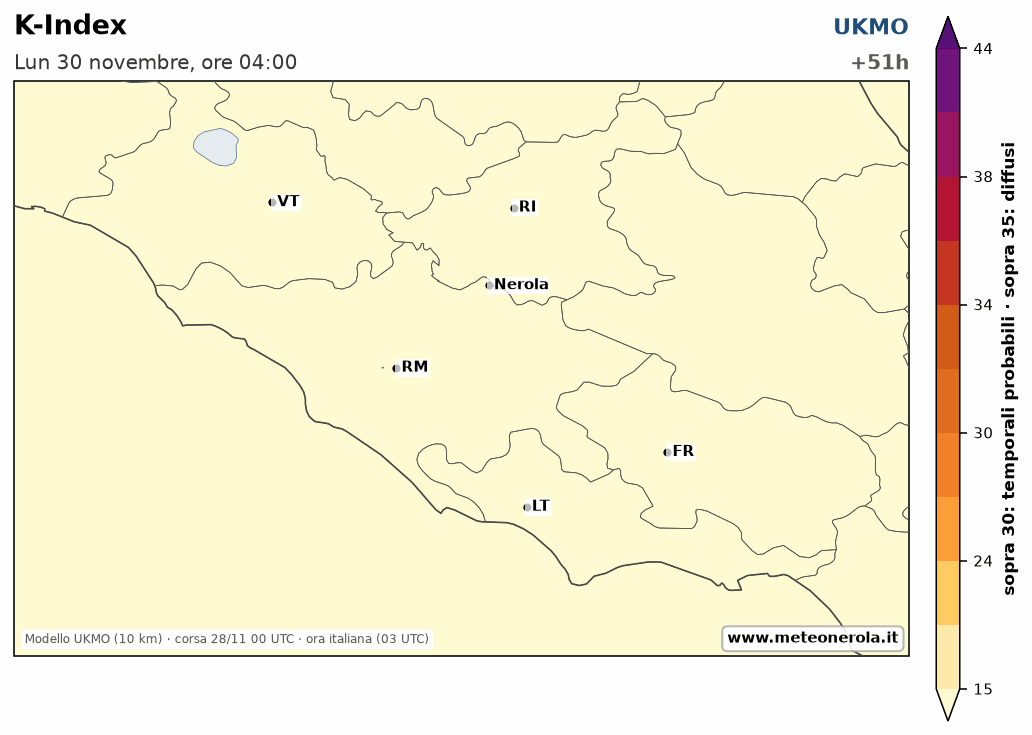 K-Index
UKMO
Lun 30 novembre, ore 04:00
+51h
VT
RI
Nerola
RM
FR
LT
Modello UKMO (10 km) · corsa 28/11 00 UTC · ora italiana (03 UTC)
www.meteonerola.it
44
38
34
30
24
15
sopra 30: temporali probabili · sopra 35: diffusi